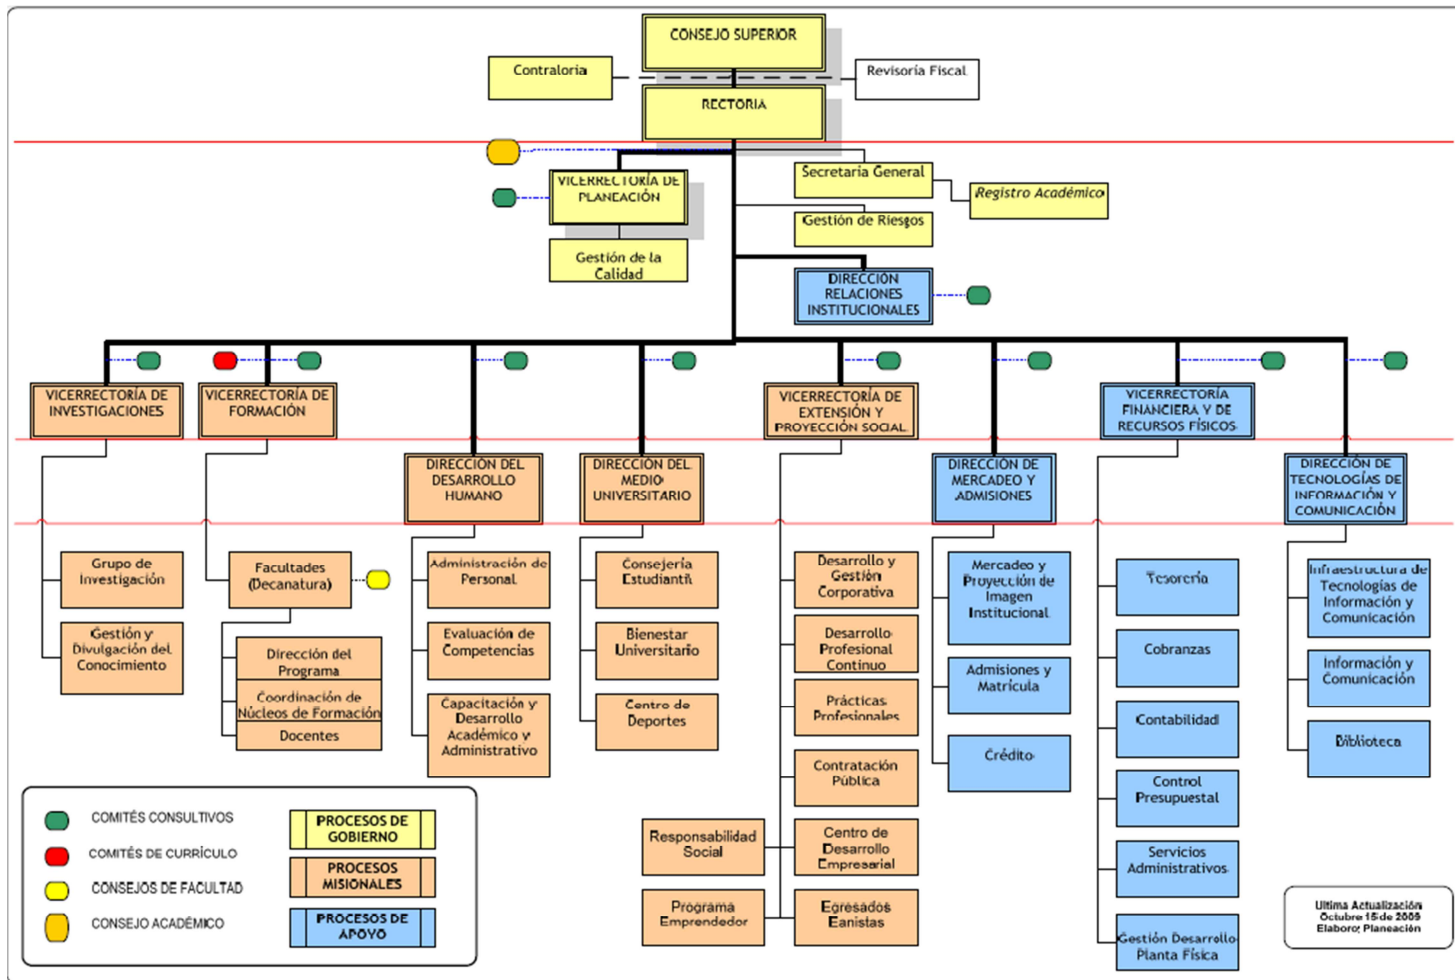 CONSEJO SUPERIOR
Contraloria
Revisoría Fiscal
RECTORIA
VICERRECTORÍA DE
PLANEACIÓN
Secretaria General
Registro Académico
Gestión de Riesgos
Gestión de la
Calidad
DIRECCIÓN
RELACIONES
INSTITUCIONALES
VICERRECTORÍA DE
INVESTIGACIONES
VICERRECTORÍA DE
FORMACIÓN
VICERRECTORÍA DE
EXTENSIÓN Y
PROYECCIÓN SOCIAL
VICERRECTORÍA
FINANCIERA Y DE
RECURSOS FÍSICOS
DIRECCIÓN DEL
DESARROLLO
HUMANO
DIRECCIÓN DEL
MEDIO
UNIVERSITARIO
DIRECCIÓN DE
MERCADEO Y
ADMISIONES
DIRECCIÓN DE
TECNOLOGÍAS DE
INFORMACIÓN Y
COMUNICACIÓN
Grupo de
Investigación
Gestión y
Divulgación del
Conocimiento
Facultades
(Decanatura)
Dirección del
Programa
Coordinación de
Núcleos de Formación
Docentes
Administración de
Personal
Evaluación de
Competencias
Capacitación y
Desarrollo
Académico y
Administrativo
Consejería
Estudiantil
Bienestar
Universitario
Centro de
Deportes
Desarrollo y
Gestión
Corporativa
Desarrollo
Profesional
Continuo
Prácticas
Profesionales
Contratación
Pública
Responsabilidad
Social
Centro de
Desarrollo
Empresarial
Programa
Emprendedor
Egresados
Eanistas
Mercadeo y
Proyección de
Imagen
Institucional
Admisiones y
Matrícula
Crédito
Tesorería
Cobranzas
Contabilidad
Control
Presupuestal
Servicios
Administrativos
Gestión Desarrollo
Planta Física
Infraestructura de
Tecnologías de
Información y
Comunicación
Información y
Comunicación
Biblioteca
COMITÉS CONSULTIVOS
COMITÉS DE CURRÍCULO
CONSEJOS DE FACULTAD
CONSEJO ACADÉMICO
PROCESOS DE
GOBIERNO
PROCESOS
MISIONALES
PROCESOS DE
APOYO
Ultima Actualización
Octubre 15 de 2009
Elaboro; Planeación